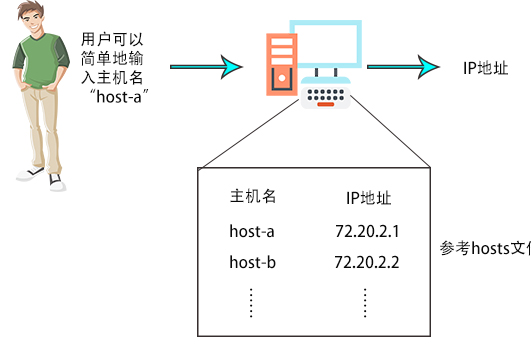 用户可以
简单地输
入主机名
“host-a”
IP地址
主机名 IP地址
host-a 72.20.2.1
host-b 72.20.2.2
参考hosts文